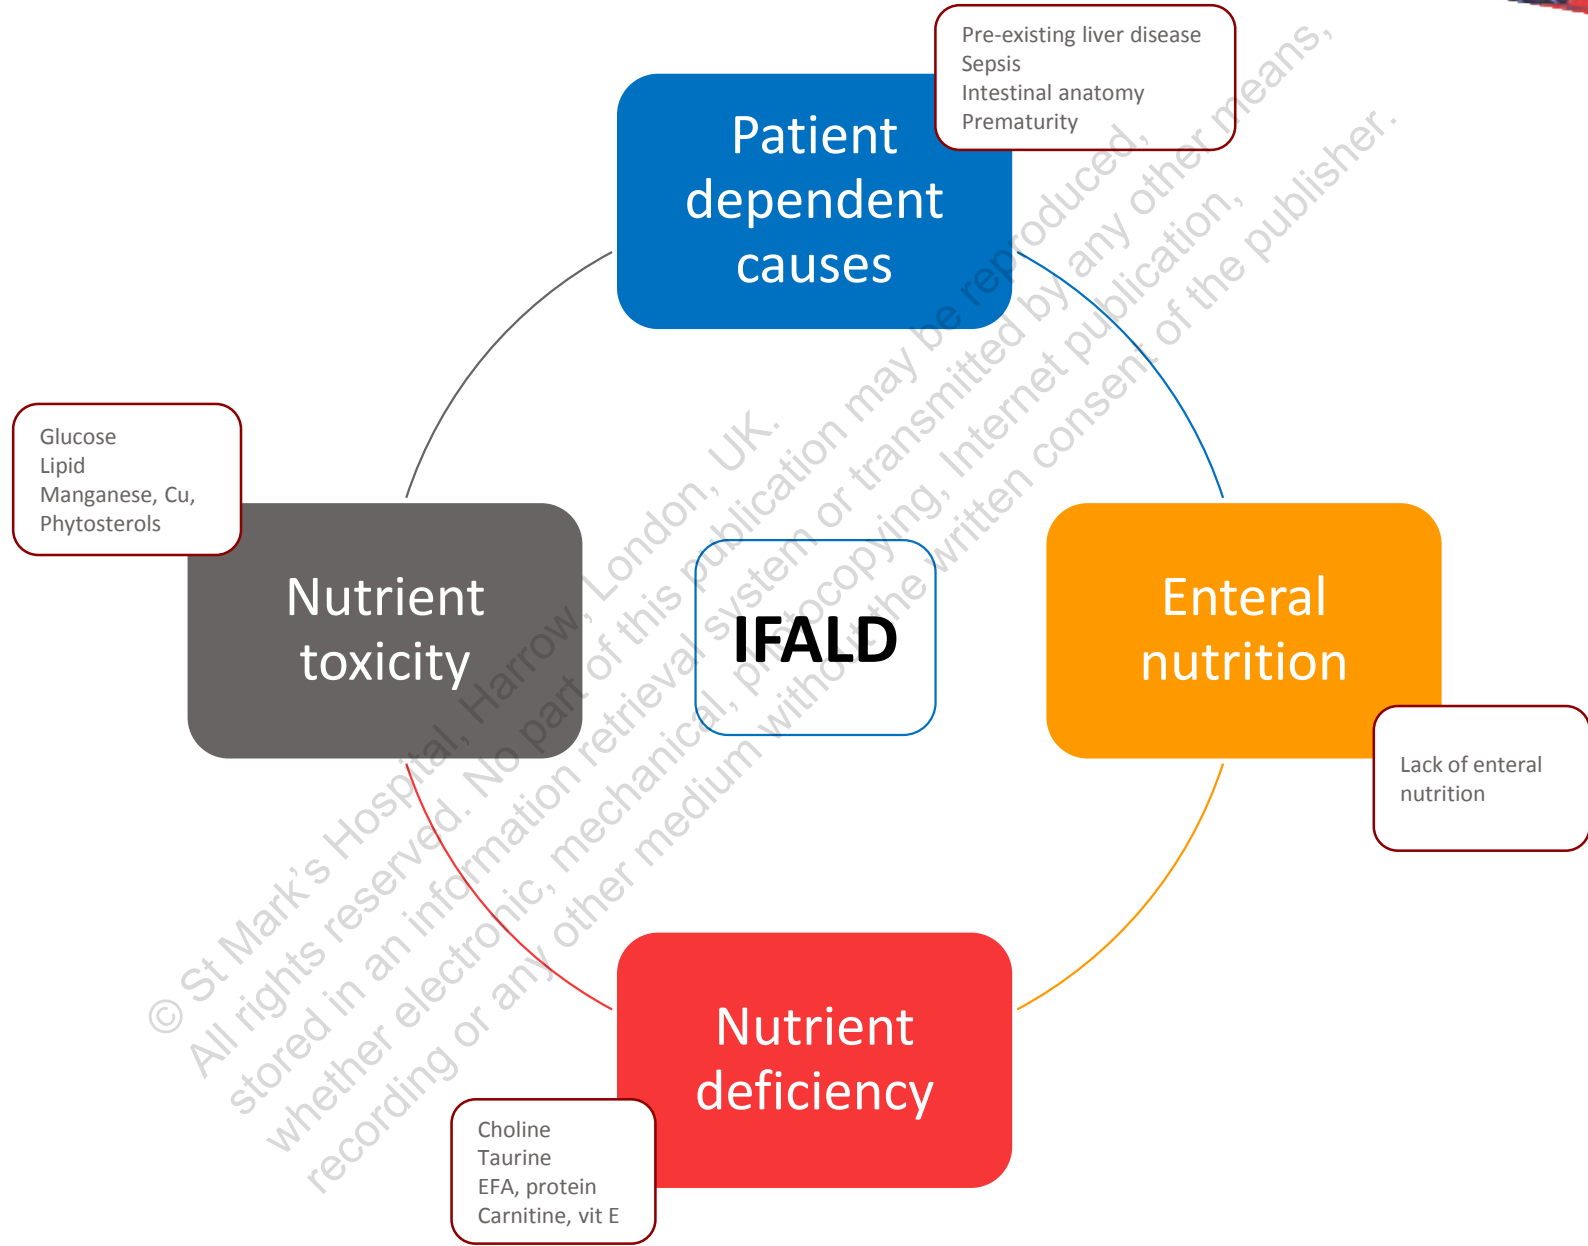 Pre-existing liver disease
Sepsis
Intestinal anatomy
Prematurity
Patient
dependent
causes
Glucose
Lipid
Manganese, Cu,
Phytosterols
Nutrient
toxicity
IFALD
Enteral
nutrition
Lack of enteral
nutrition
Nutrient
deficiency
Choline
Taurine
EFA, protein
Carnitine, vit E
© St Mark's Hospital, Harrow, London, UK.
All rights reserved. No part of this publication may be reproduced,
stored in an information retrieval system or transmitted by any other means,
whether electronic, mechanical, photocopying, Internet publication,
recording or any other medium without the written consent of the publisher.